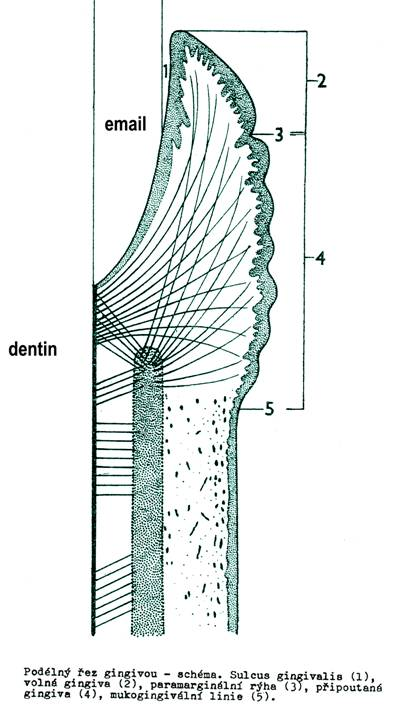 1
2
email
3
4
dentin
5
Podélný řez gingivou – schéma. Sulcus gingivalis (1),
volná gingiva (2), paramarginální rýha (3), připoutaná
gingiva (4), mukogingivální linie (5).